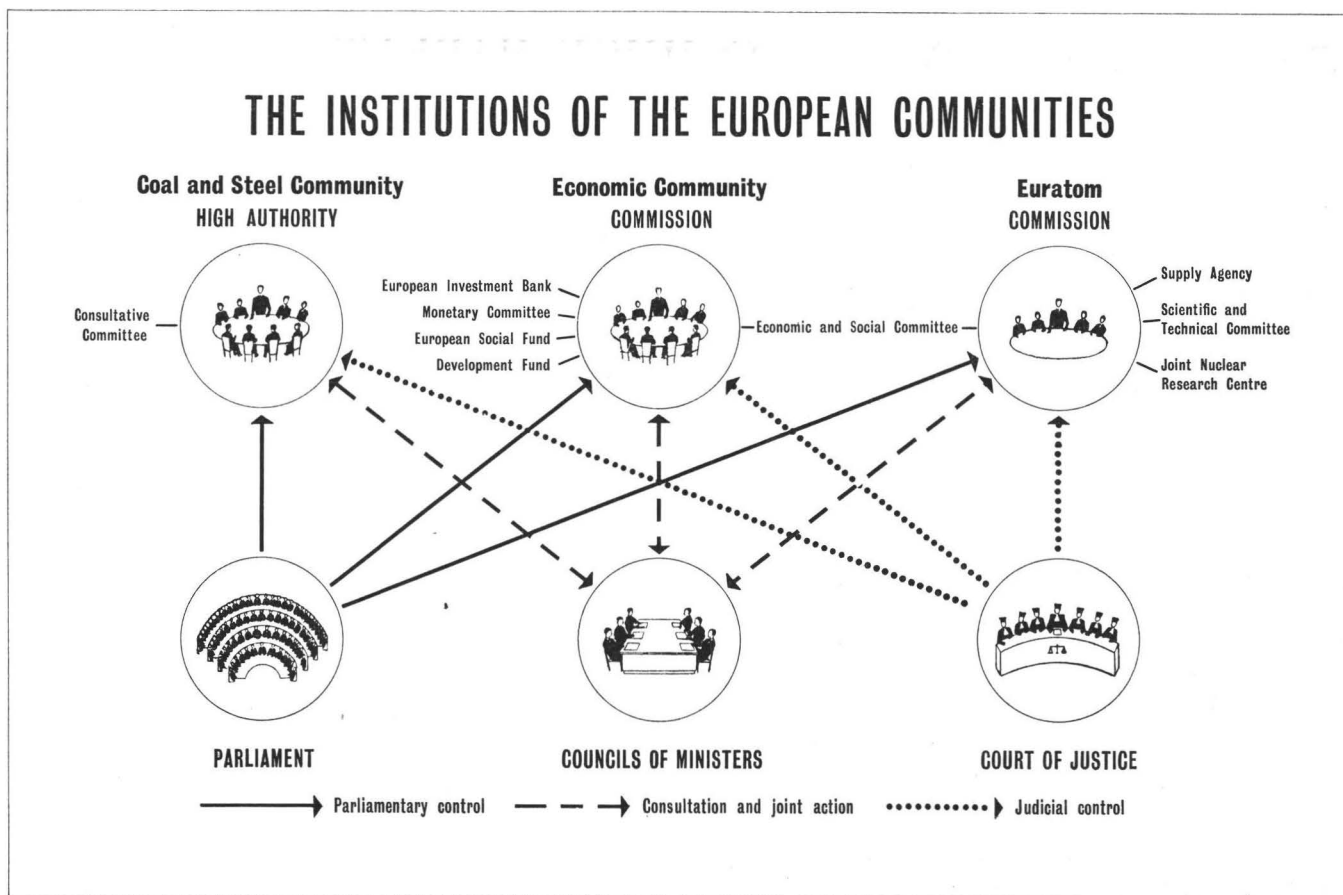 THE INSTITUTIONS OF THE EUROPEAN COMMUNITIES
Coal and Steel Community
HIGH AUTHORITY
Economic Community
COMMISSION
Euratom
COMMISSION
Consultative
Committee
European Investment Bank
Monetary Committee
European Social Fund
Development Fund
Economic and Social Committee
Supply Agency
Scientific and
Technical Committee
Joint Nuclear
Research Centre
PARLIAMENT
COUNCILS OF MINISTERS
COURT OF JUSTICE
Parliamentary control
Consultation and joint action
Judicial control